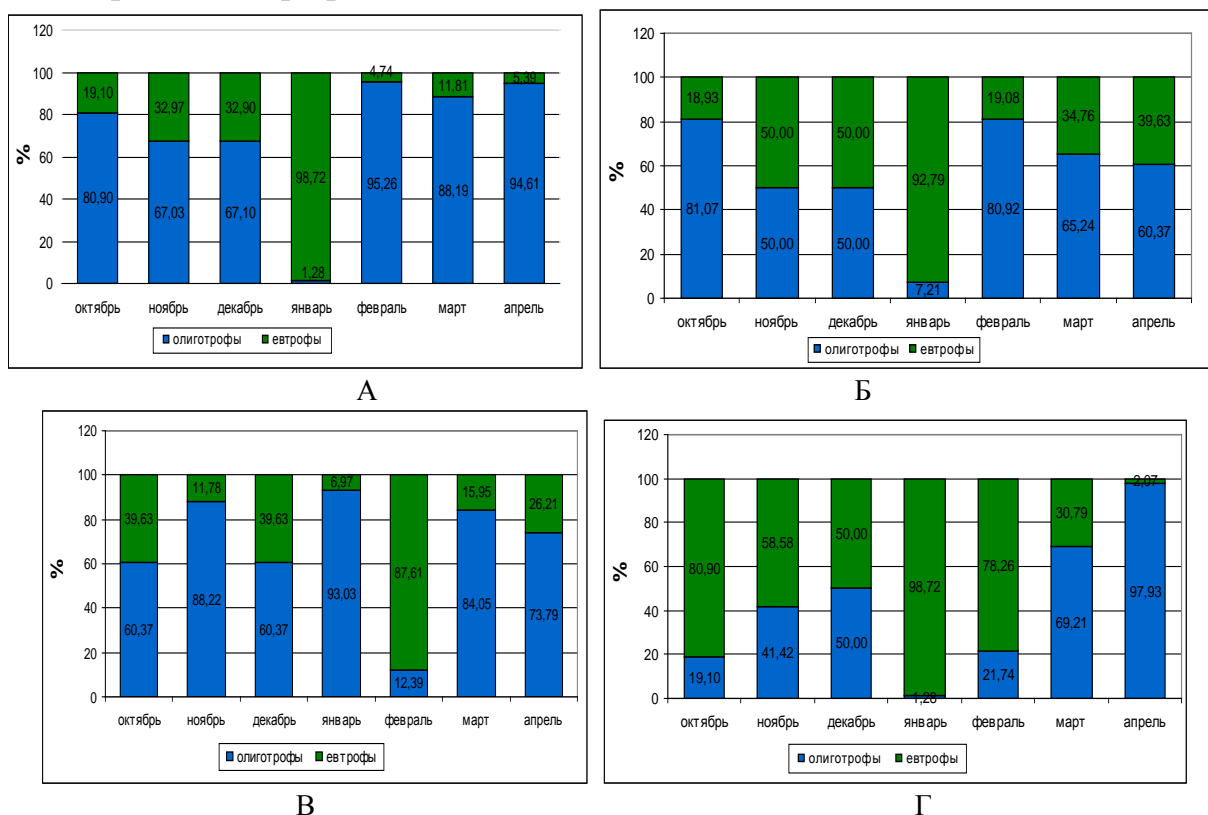 120
100
80
60
40
20
0
%
19,10 32,97 32,90 98,72 4,74 11,81 5,39
80,90 67,03 67,10 1,28 95,26 88,19 94,61
октябрь ноябрь декабрь январь февраль март апрель
олиготрофы евтрофы
А
120
100
80
60
40
20
0
%
18,93 50,00 50,00 92,79 19,08 34,76 39,63
81,07 50,00 50,00 7,21 80,92 65,24 60,37
октябрь ноябрь декабрь январь февраль март апрель
олиготрофы евтрофы
Б
120
100
80
60
40
20
0
%
39,63 11,78 39,63 6,97 87,61 15,95 26,21
60,37 88,22 60,37 93,03 12,39 84,05 73,79
октябрь ноябрь декабрь январь февраль март апрель
олиготрофы евтрофы
В
120
100
80
60
40
20
0
%
80,90 58,58 50,00 98,72 78,26 30,79 2,07
19,10 41,42 50,00 1,28 21,74 69,21 97,93
октябрь ноябрь декабрь январь февраль март апрель
олиготрофы евтрофы
Г